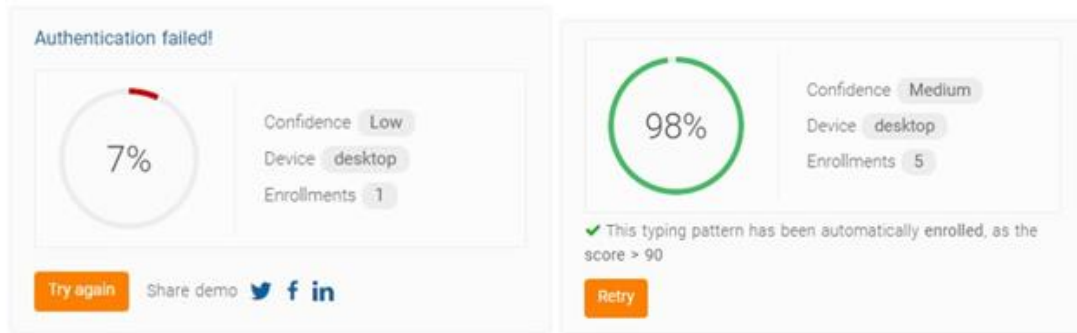 Authentication failed!
7%
Confidence Low
Device desktop
Enrollments 1
Try again Share demo
98%
Confidence Medium
Device desktop
Enrollments 5
This typing pattern has been automatically enrolled, as the
score > 90
Retry